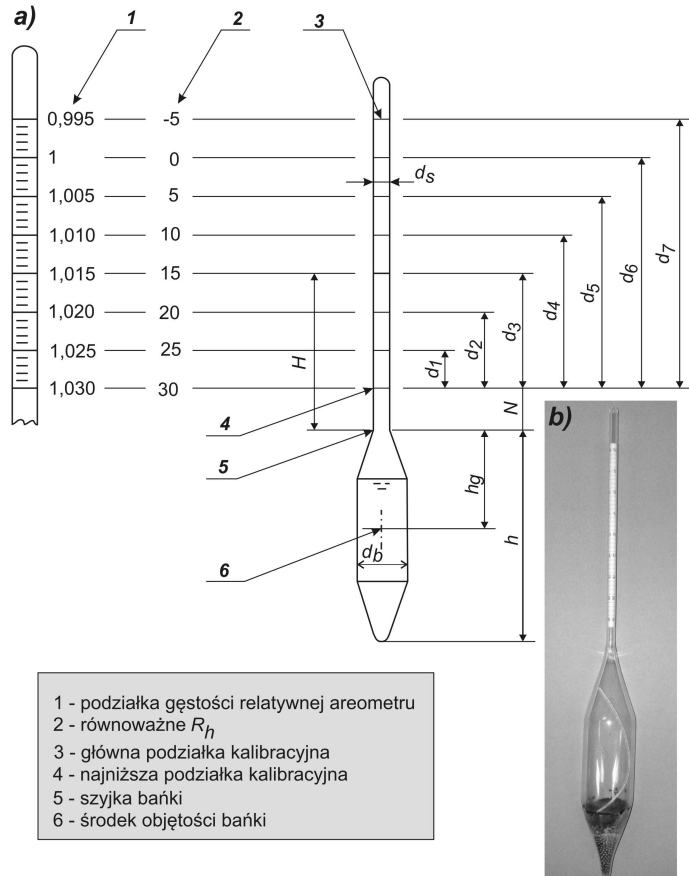 a)
1
2
3
0,995 -5
1 0
1,005 5
1,010 10
1,015 15
1,020 20
1,025 25
1,030 30
ds
H
d1
d2
d3
d4
d5
d6
d7
N
4
5
hg
h
6
db
b)
1 - podziałka gęstości relatywnej areometru
2 - równoważne Rh
3 - główna podziałka kalibracyjna
4 - najniższa podziałka kalibracyjna
5 - szyjka bańki
6 - środek objętości bańki